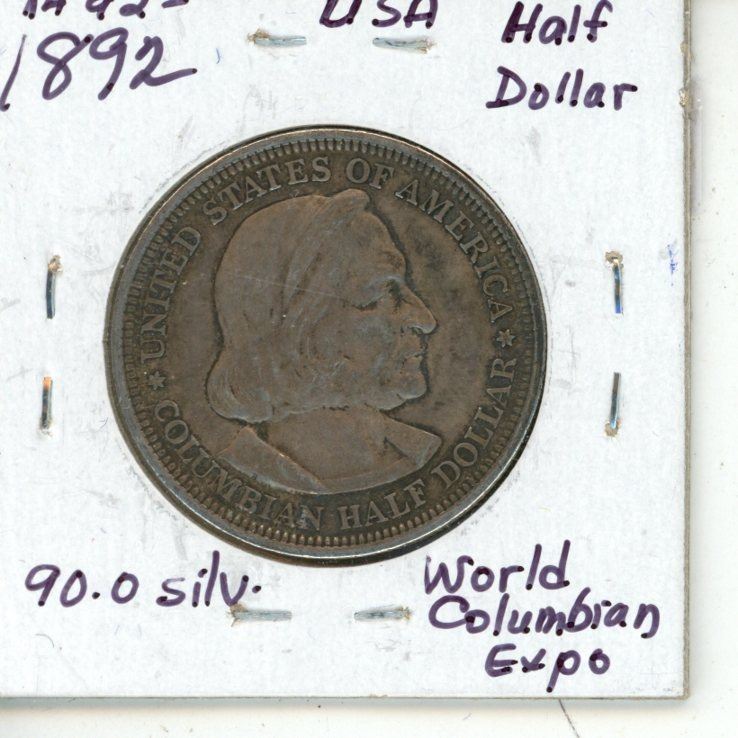 USA
Half
1892
Dollar
UNITED STATES OF AMERICA
COLUMBIAN HALF DOLLAR
90.0 silv.
World
Columbian
Expo